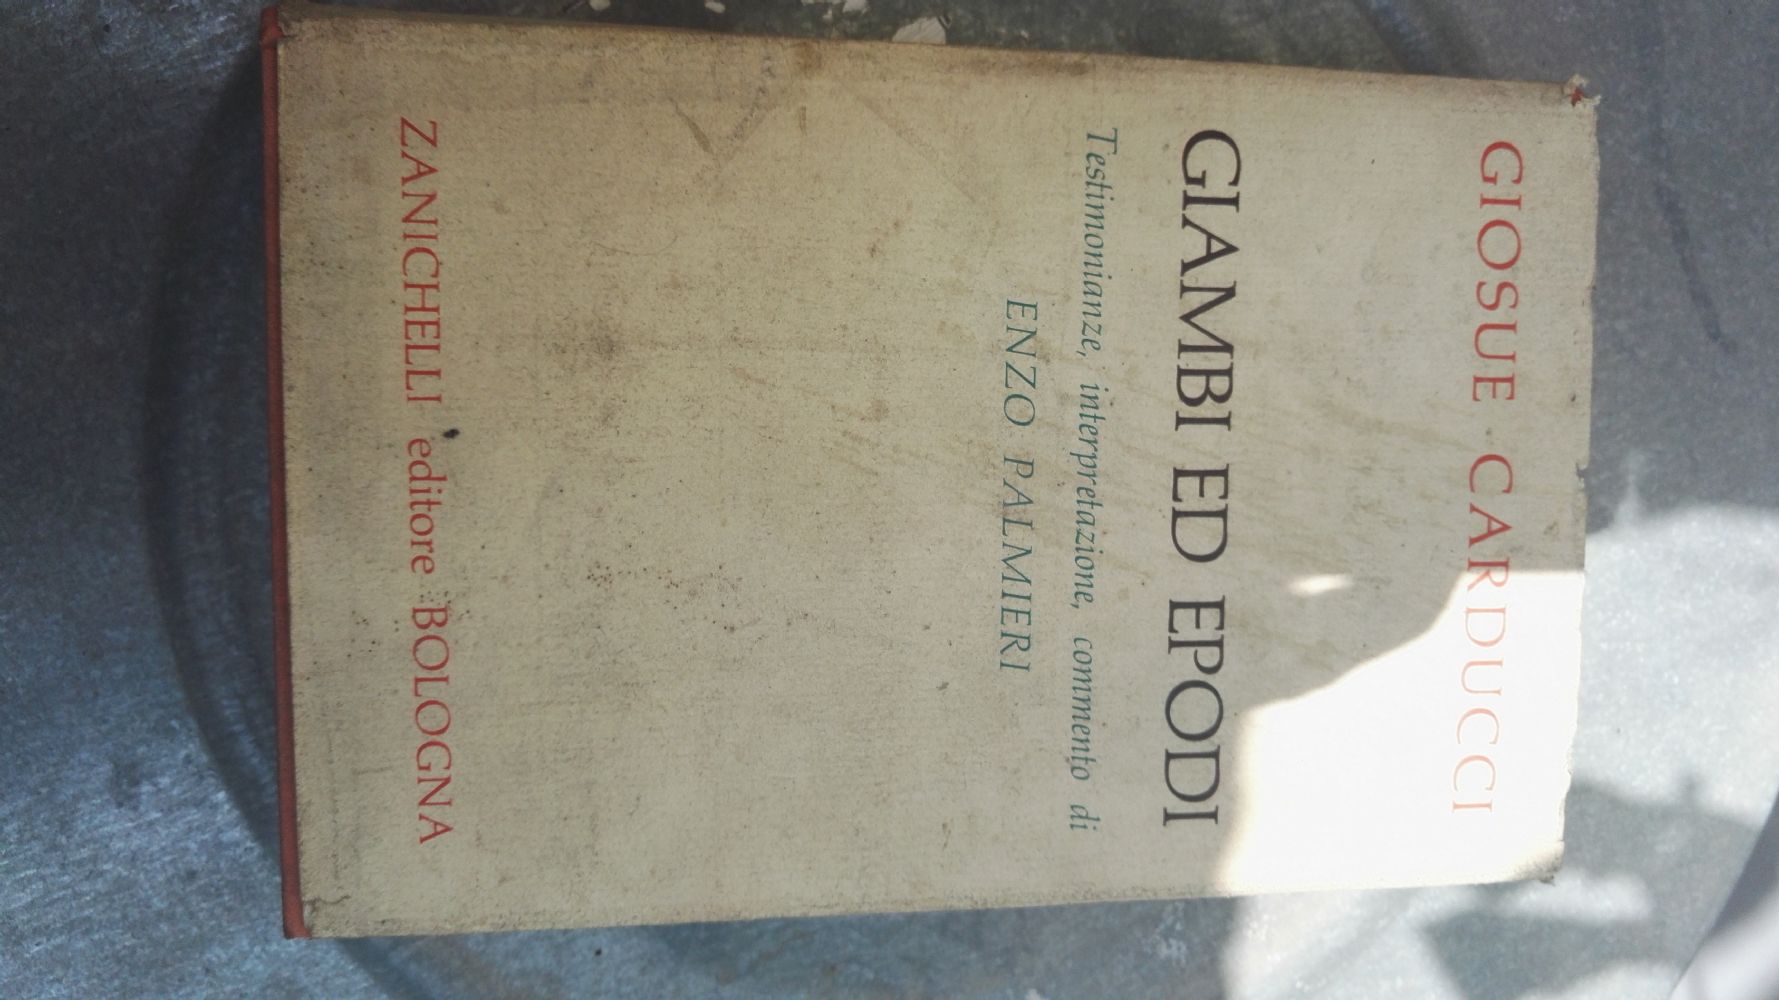 GIOSUE CARDUCCI
GIAMBI ED EPODI
Testimonianze, interpretazione, commento di
ENZO PALMIERI
ZANICHELLI editore BOLOGNA